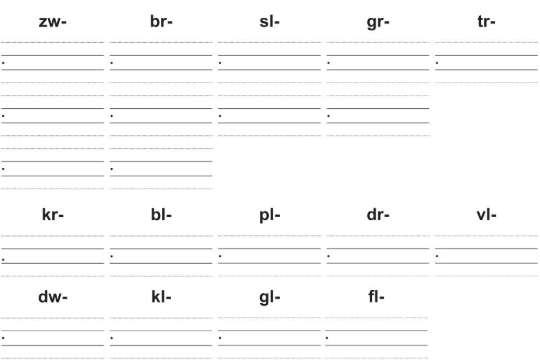 zw- br- sl- gr- tr-
kr- bl- pl- dr- vl-
dw- kl- gl- fl-